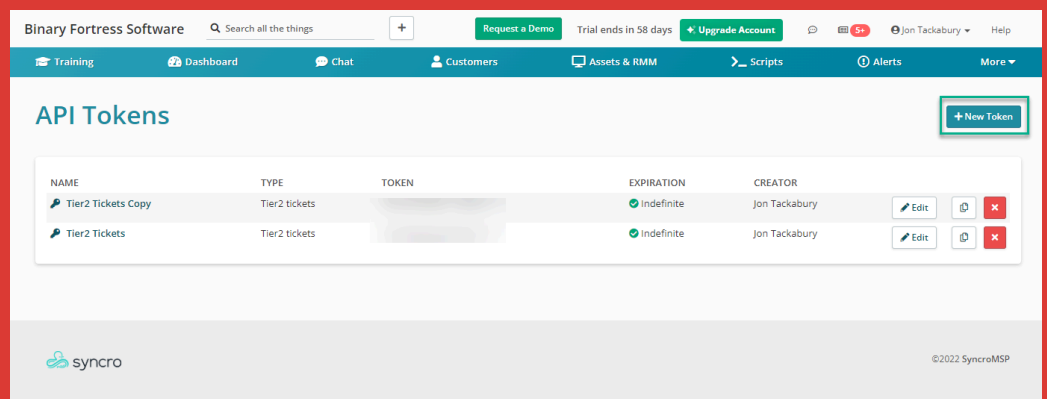 Binary Fortress Software Search all the things + Request a Demo Trial ends in 58 days Upgrade Account 5+ Jon Tackabury Help
Training Dashboard Chat Customers Assets & RMM Scripts Alerts More
API Tokens + New Token
NAME TYPE TOKEN EXPIRATION CREATOR
Tier2 Tickets Copy Tier2 tickets Indefinite Jon Tackabury Edit
Tier2 Tickets Tier2 tickets Indefinite Jon Tackabury Edit
syncro ©2022 SyncroMSP